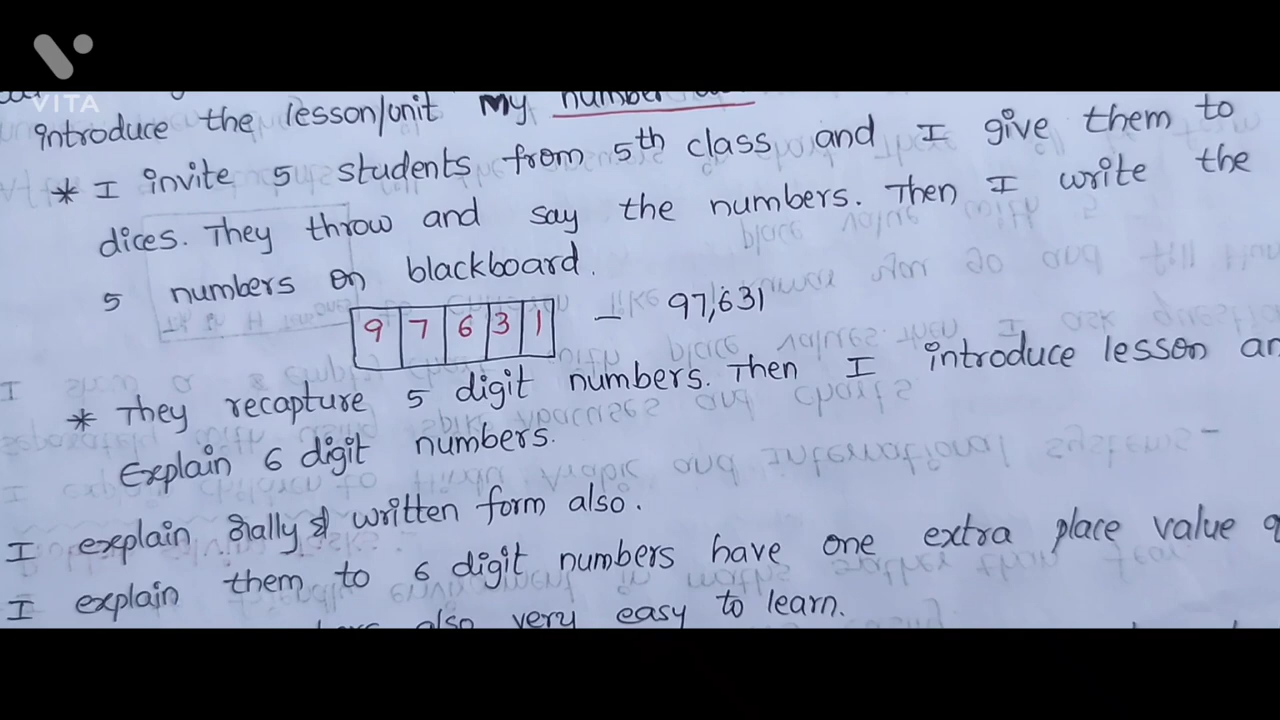 VITA
introduce the lesson/unit My number
* I invite 5 students from 5th class and I give them to
dices. They throw and say the numbers. Then I write the
5 numbers on blackboard.
9 7 6 3 1 – 97,631
* They recapture 5 digit numbers. Then I introduce lesson an
Explain 6 digit numbers.
I explain orally & written form also.
I explain them to 6 digit numbers have one extra place value
also very easy to learn.